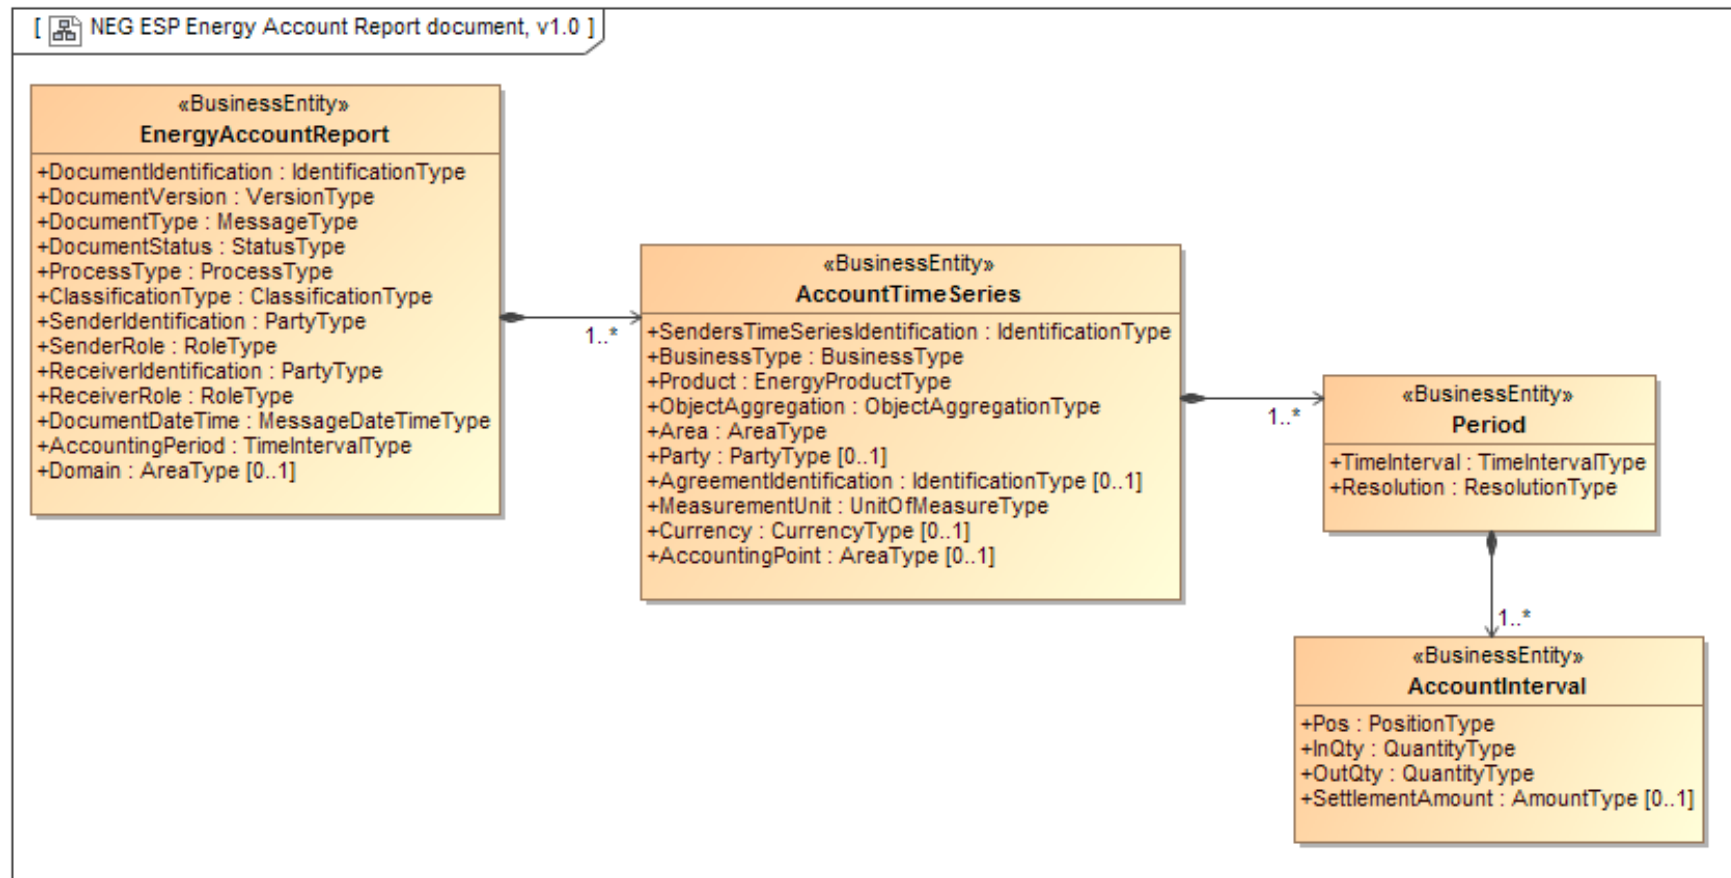 [ NEG ESP Energy Account Report document, v1.0 ]
«BusinessEntity»
EnergyAccountReport
+DocumentIdentification : IdentificationType
+DocumentVersion : VersionType
+DocumentType : MessageType
+DocumentStatus : StatusType
+ProcessType : ProcessType
+ClassificationType : ClassificationType
+SenderIdentification : PartyType
+SenderRole : RoleType
+ReceiverIdentification : PartyType
+ReceiverRole : RoleType
+DocumentDateTime : MessageDateTimeType
+AccountingPeriod : TimeIntervalType
+Domain : AreaType [0..1]
1..*
«BusinessEntity»
AccountTimeSeries
+SendersTimeSeriesIdentification : IdentificationType
+BusinessType : BusinessType
+Product : EnergyProductType
+ObjectAggregation : ObjectAggregationType
+Area : AreaType
+Party : PartyType [0..1]
+AgreementIdentification : IdentificationType [0..1]
+MeasurementUnit : UnitOfMeasureType
+Currency : CurrencyType [0..1]
+AccountingPoint : AreaType [0..1]
1..*
«BusinessEntity»
Period
+TimeInterval : TimeIntervalType
+Resolution : ResolutionType
1..*
«BusinessEntity»
AccountInterval
+Pos : PositionType
+InQty : QuantityType
+OutQty : QuantityType
+SettlementAmount : AmountType [0..1]